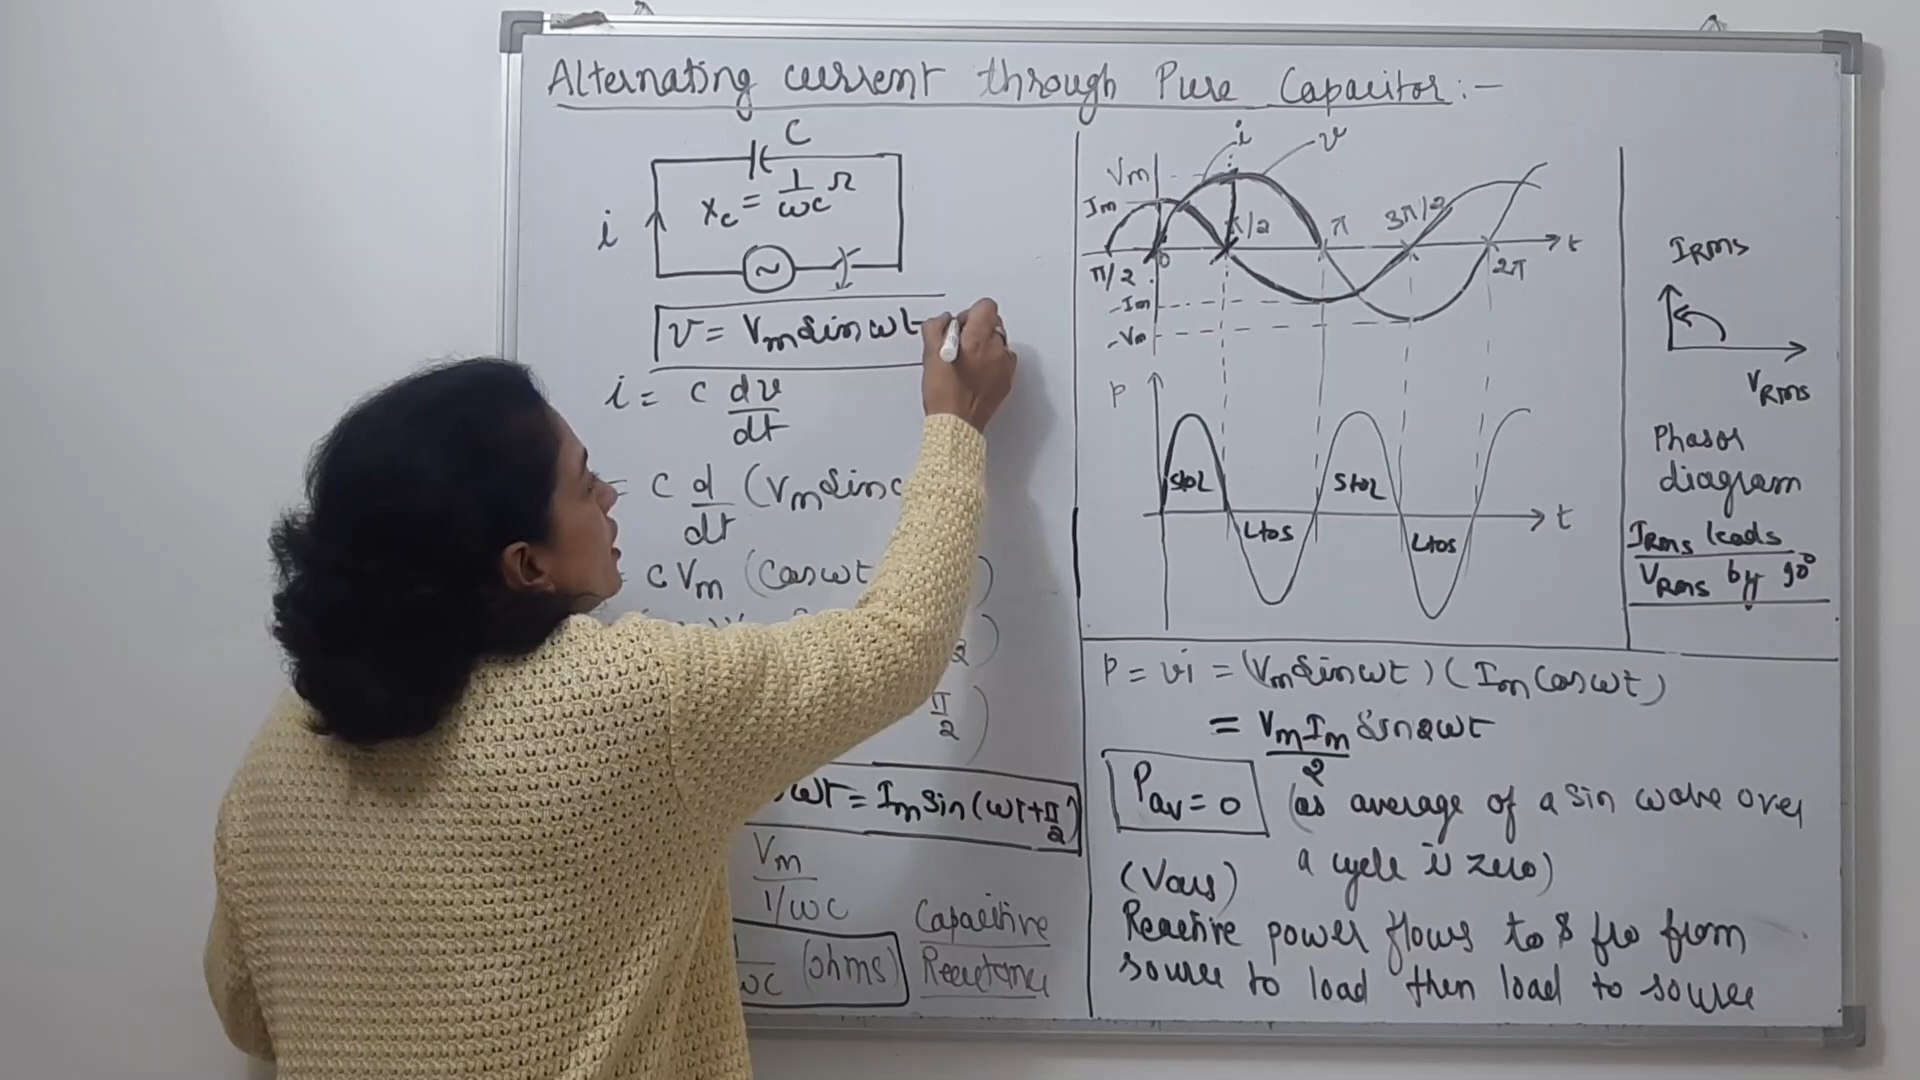 Alternating current through Pure Capacitor:-
C
Xc = 1/ωc Ω
i
~
v = Vm Sin ωt
i = c dv/dt
= c d/dt (Vm Sin
= c Vm (Cos ωt )
2)
π/2)
ωt = Im Sin (ωt + π/2)
Vm
1/ωc
Capacitive
Reactance
ωc (ohms)
i
v
Vm
Im
π/2
0
π/2
π
3π/2
2π
t
-Im
-Vm
P
StoL
LtoS
StoL
LtoS
t
IRMS
VRMS
Phasor
diagram
IRMS leads
VRMS by 90°
P = vi = (Vm Sin ωt) (Im Cos ωt)
= VmIm/2 Sin2ωt
Pav = 0 (as average of a sin wave over
a cycle is zero)
(Vars)
Reactive power flows to & fro from
source to load then load to source